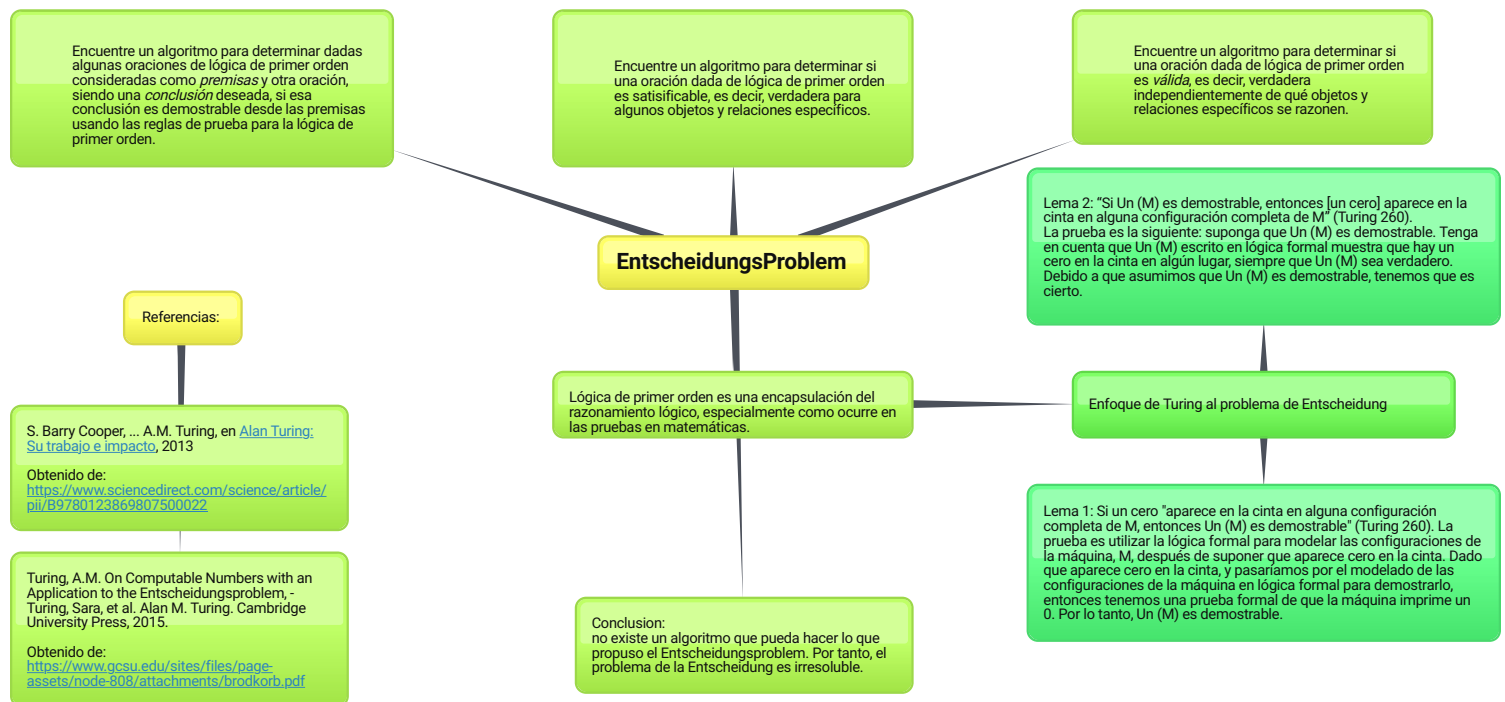 Encuentre un algoritmo para determinar dadas
algunas oraciones de lógica de primer orden
consideradas como premisas y otra oración,
siendo una conclusión deseada, si esa
conclusión es demostrable desde las premisas
usando las reglas de prueba para la lógica de
primer orden.
Encuentre un algoritmo para determinar si
una oración dada de lógica de primer orden
es satisificable, es decir, verdadera para
algunos objetos y relaciones específicos.
Encuentre un algoritmo para determinar si
una oración dada de lógica de primer orden
es válida, es decir, verdadera
independientemente de qué objetos y
relaciones específicos se razonen.
EntscheidungsProblem
Lema 2: “Si Un (M) es demostrable, entonces [un cero] aparece en la
cinta en alguna configuración completa de M” (Turing 260).
La prueba es la siguiente: suponga que Un (M) es demostrable. Tenga
en cuenta que Un (M) escrito en lógica formal muestra que hay un
cero en la cinta en algún lugar, siempre que Un (M) sea verdadero.
Debido a que asumimos que Un (M) es demostrable, tenemos que es
cierto.
Referencias:
Lógica de primer orden es una encapsulación del
razonamiento lógico, especialmente como ocurre en
las pruebas en matemáticas.
Enfoque de Turing al problema de Entscheidung
S. Barry Cooper, ... A.M. Turing, en Alan Turing:
Su trabajo e impacto, 2013
Obtenido de:
https://www.sciencedirect.com/science/article/
pii/B9780123869807500022
Lema 1: Si un cero "aparece en la cinta en alguna configuración
completa de M, entonces Un (M) es demostrable" (Turing 260). La
prueba es utilizar la lógica formal para modelar las configuraciones de
la máquina, M, después de suponer que aparece cero en la cinta. Dado
que aparece cero en la cinta, y pasaríamos por el modelado de las
configuraciones de la máquina en lógica formal para demostrarlo,
entonces tenemos una prueba formal de que la máquina imprime un
0. Por lo tanto, Un (M) es demostrable.
Turing, A.M. On Computable Numbers with an
Application to the Entscheidungsproblem, -
Turing, Sara, et al. Alan M. Turing. Cambridge
University Press, 2015.
Obtenido de:
https://www.gcsu.edu/sites/files/page-
assets/node-808/attachments/brodkorb.pdf
Conclusion:
no existe un algoritmo que pueda hacer lo que
propuso el Entscheidungsproblem. Por tanto, el
problema de la Entscheidung es irresoluble.